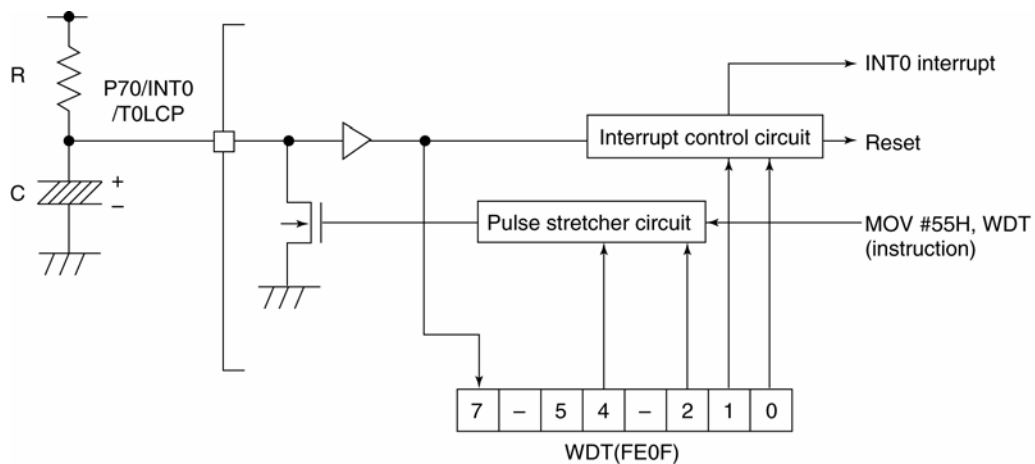 INT0 interrupt
R
P70/INT0
/T0LCP
Interrupt control circuit
Reset
C
+
–
Pulse stretcher circuit
MOV #55H, WDT
(instruction)
7 – 5 4 – 2 1 0
WDT(FE0F)